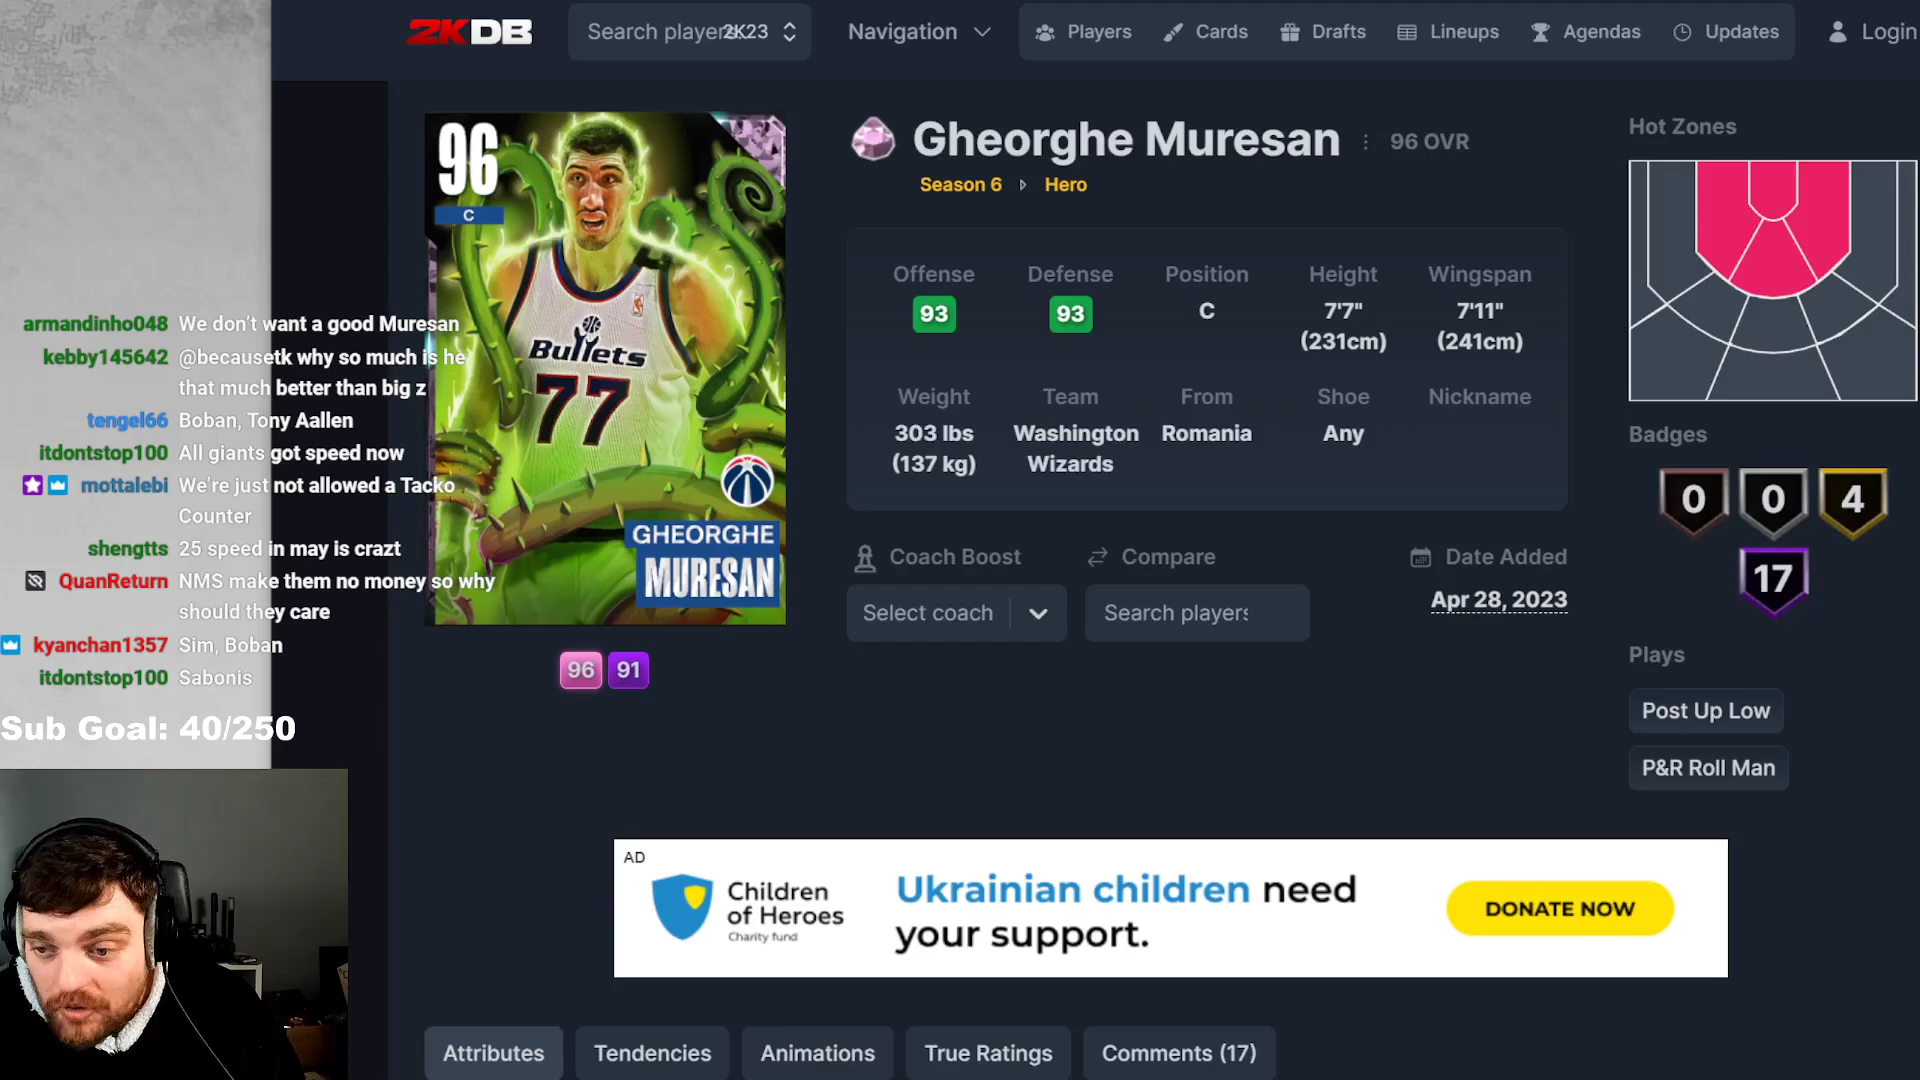 2KDB
Search players
2K23
Navigation
Players
Cards
Drafts
Lineups
Agendas
Updates
Login
96
C
Bullets
77
GHEORGHE
MURESAN
96 91
Gheorghe Muresan
96 OVR
Season 6 Hero
Offense
93
Defense
93
Position
C
Height
7'7"
(231cm)
Wingspan
7'11"
(241cm)
Weight
303 lbs
(137 kg)
Team
Washington
Wizards
From
Romania
Shoe
Any
Nickname
Coach Boost
Select coach
Compare
Search players
Date Added
Apr 28, 2023
Hot Zones
Badges
0 0 4
17
Plays
Post Up Low
P&R Roll Man
armandinho048 We don't want a good Muresan
kebby145642 @becausetk why so much is he
that much better than big z
tengel66 Boban, Tony Aallen
itdontstop100 All giants got speed now
mottalebi We're just not allowed a Tacko
Counter
shengtts 25 speed in may is crazt
QuanReturn NMS make them no money so why
should they care
kyanchan1357 Sim, Boban
itdontstop100 Sabonis
Sub Goal: 40/250
AD
Children
of Heroes
Charity fund
Ukrainian children need
your support.
DONATE NOW
Attributes
Tendencies
Animations
True Ratings
Comments (17)